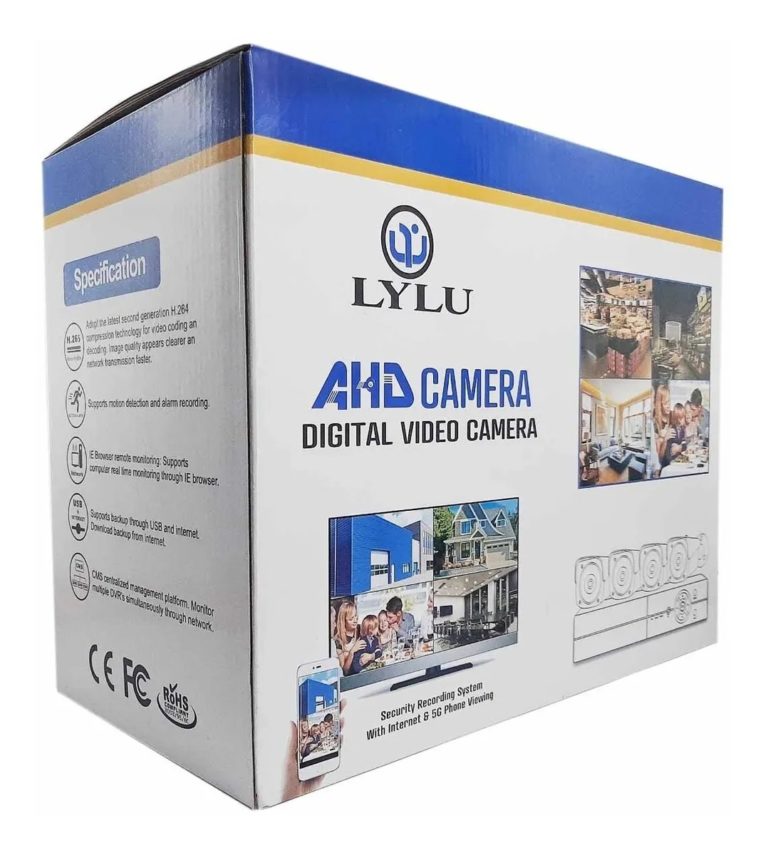 Specification
H.265
Adopt the latest second generation H.264
compression technology for video coding an
decoding. Image quality appears clearer an
network transmission faster.
Supports motion detection and alarm recording.
IE Browser remote monitoring: Supports
computer real time monitoring through IE browser.
USB
INTERNET
Supports backup through USB and internet.
Download backup from internet.
CMS
CMS centralized management platform. Monitor
multiple DVR's simultaneously through network.
CE FC
RoHS
COMPLIANT
LYLU
AHD CAMERA
DIGITAL VIDEO CAMERA
Security Recording System
With Internet & 5G Phone Viewing